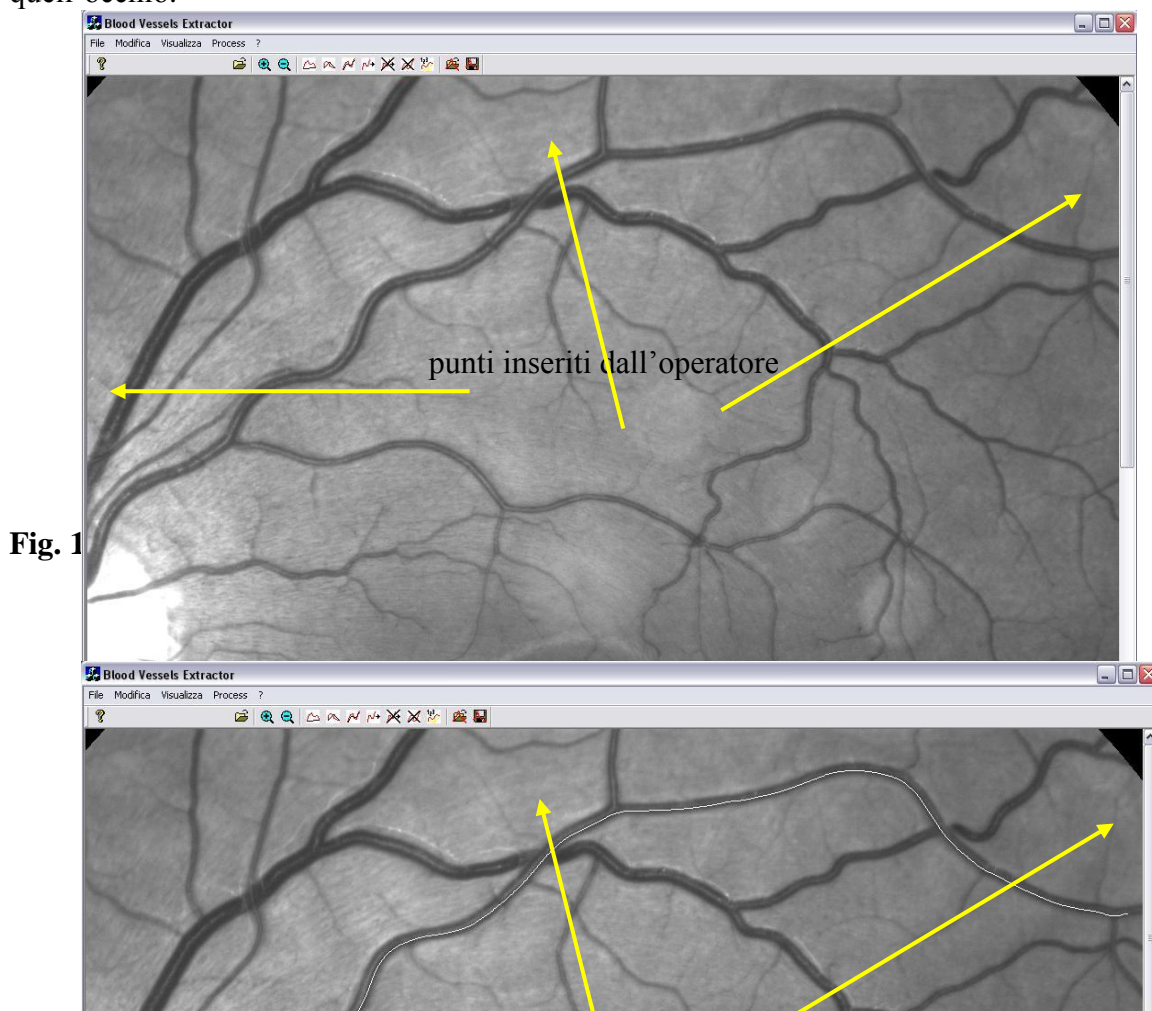 Blood Vessels Extractor
File Modifica Visualizza Process ?
punti inseriti dall’operatore
Fig. 1
Blood Vessels Extractor
File Modifica Visualizza Process ?